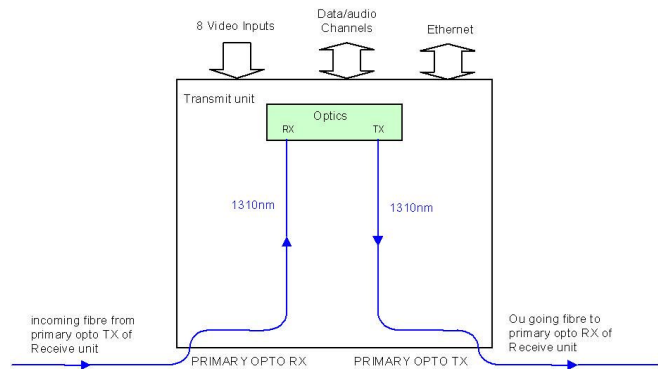 8 Video Inputs
Data/audio
Channels
Ethernet
Transmit unit
Optics
RX
TX
1310nm
1310nm
incoming fibre from
primary opto TX of
Receive unit
Ou going fibre to
primary opto RX of
Receive unit
PRIMARY OPTO RX
PRIMARY OPTO TX